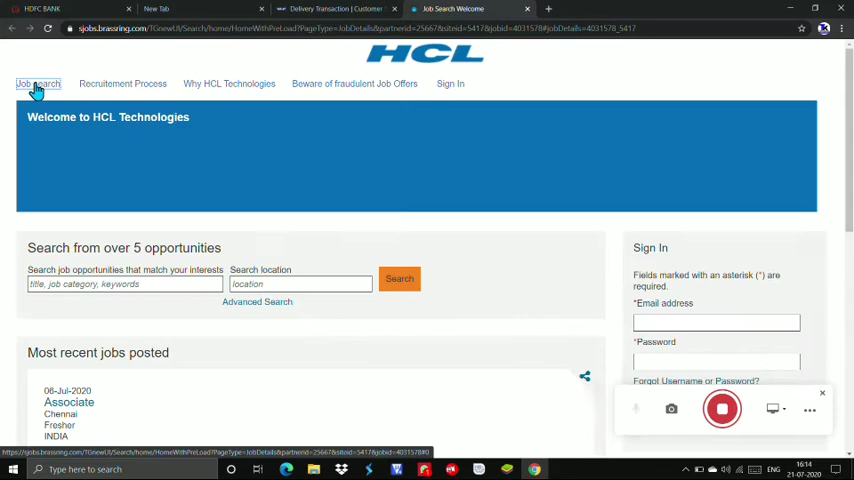 HDFC BANK
New Tab
Delivery Transaction | Customer
Job Search Welcome
sjobs.brassring.com/TGnewUI/Search/home/HomeWithPreLoad?PageType=JobDetails&partnerid=25667&siteid=5417&jobid=4031578#jobDetails=4031578_5417
HCL
Job search Recruitment Process Why HCL Technologies Beware of fraudulent Job Offers Sign In
Welcome to HCL Technologies
Search from over 5 opportunities
Search job opportunities that match your interests
Search location
title, job category, keywords
location
Search
Advanced Search
Most recent jobs posted
06-Jul-2020
Associate
Chennai
Fresher
INDIA
Sign In
Fields marked with an asterisk (*) are
required.
*Email address
*Password
Forgot Username or Password?
https://sjobs.brassring.com/TGnewUI/Search/home/HomeWithPreLoad?PageType=JobDetails&partnerid=25667&siteid=5417&jobid=4031578#0
Type here to search
ENG
16:14
21-07-2020